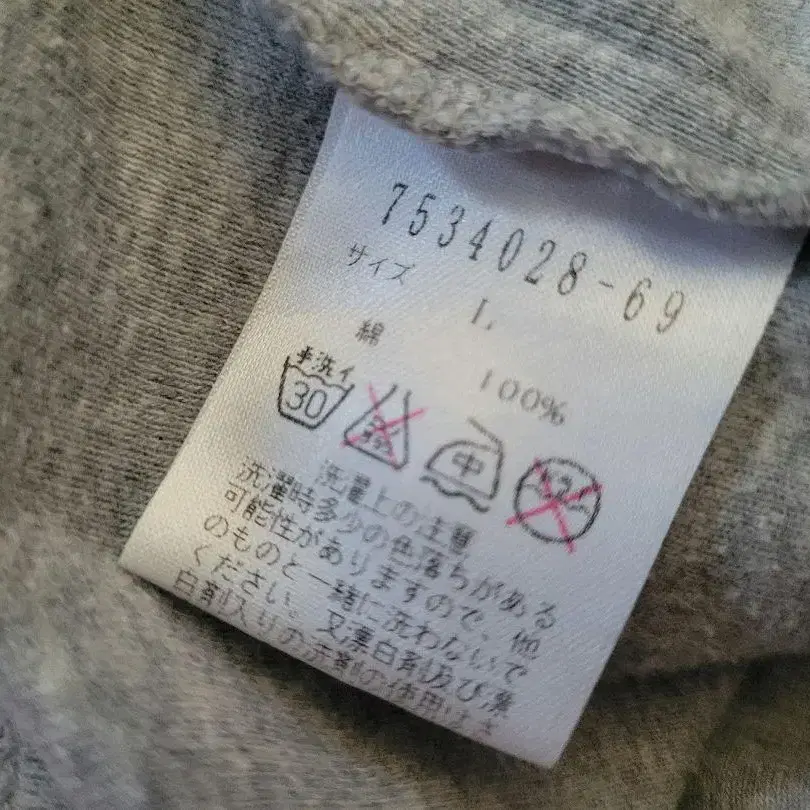 7534028-69
サイズ L
綿 100%
手洗イ
30
中
洗濯上の注意
洗濯時多少の色落ちがある
可能性がありますので、他
のものと一緒に洗わないで
ください。又漂白剤及び漂
白剤入りの洗剤の使用はさ